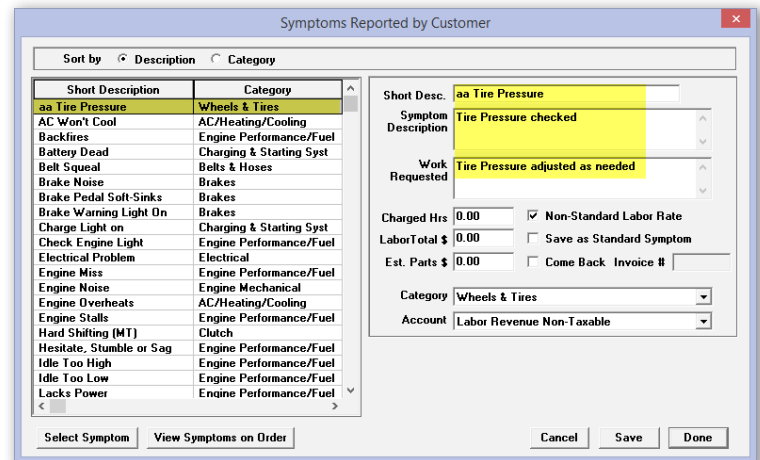 Symptoms Reported by Customer
Sort by Description Category
Short Description Category
aa Tire Pressure Wheels & Tires
AC Won't Cool AC/Heating/Cooling
Backfires Engine Performance/Fuel
Battery Dead Charging & Starting Syst
Belt Squeal Belts & Hoses
Brake Noise Brakes
Brake Pedal Soft-Sinks Brakes
Brake Warning Light On Brakes
Charge Light on Charging & Starting Syst
Check Engine Light Engine Performance/Fuel
Electrical Problem Electrical
Engine Miss Engine Performance/Fuel
Engine Noise Engine Mechanical
Engine Overheats AC/Heating/Cooling
Engine Stalls Engine Performance/Fuel
Hard Shifting (MT) Clutch
Hesitate, Stumble or Sag Engine Performance/Fuel
Idle Too High Engine Performance/Fuel
Idle Too Low Engine Performance/Fuel
Lacks Power Engine Performance/Fuel
Short Desc. aa Tire Pressure
Symptom Description Tire Pressure checked
Work Requested Tire Pressure adjusted as needed
Charged Hrs 0.00 Non-Standard Labor Rate
LaborTotal $ 0.00 Save as Standard Symptom
Est. Parts $ 0.00 Come Back Invoice #
Category Wheels & Tires
Account Labor Revenue Non-Taxable
Select Symptom View Symptoms on Order Cancel Save Done